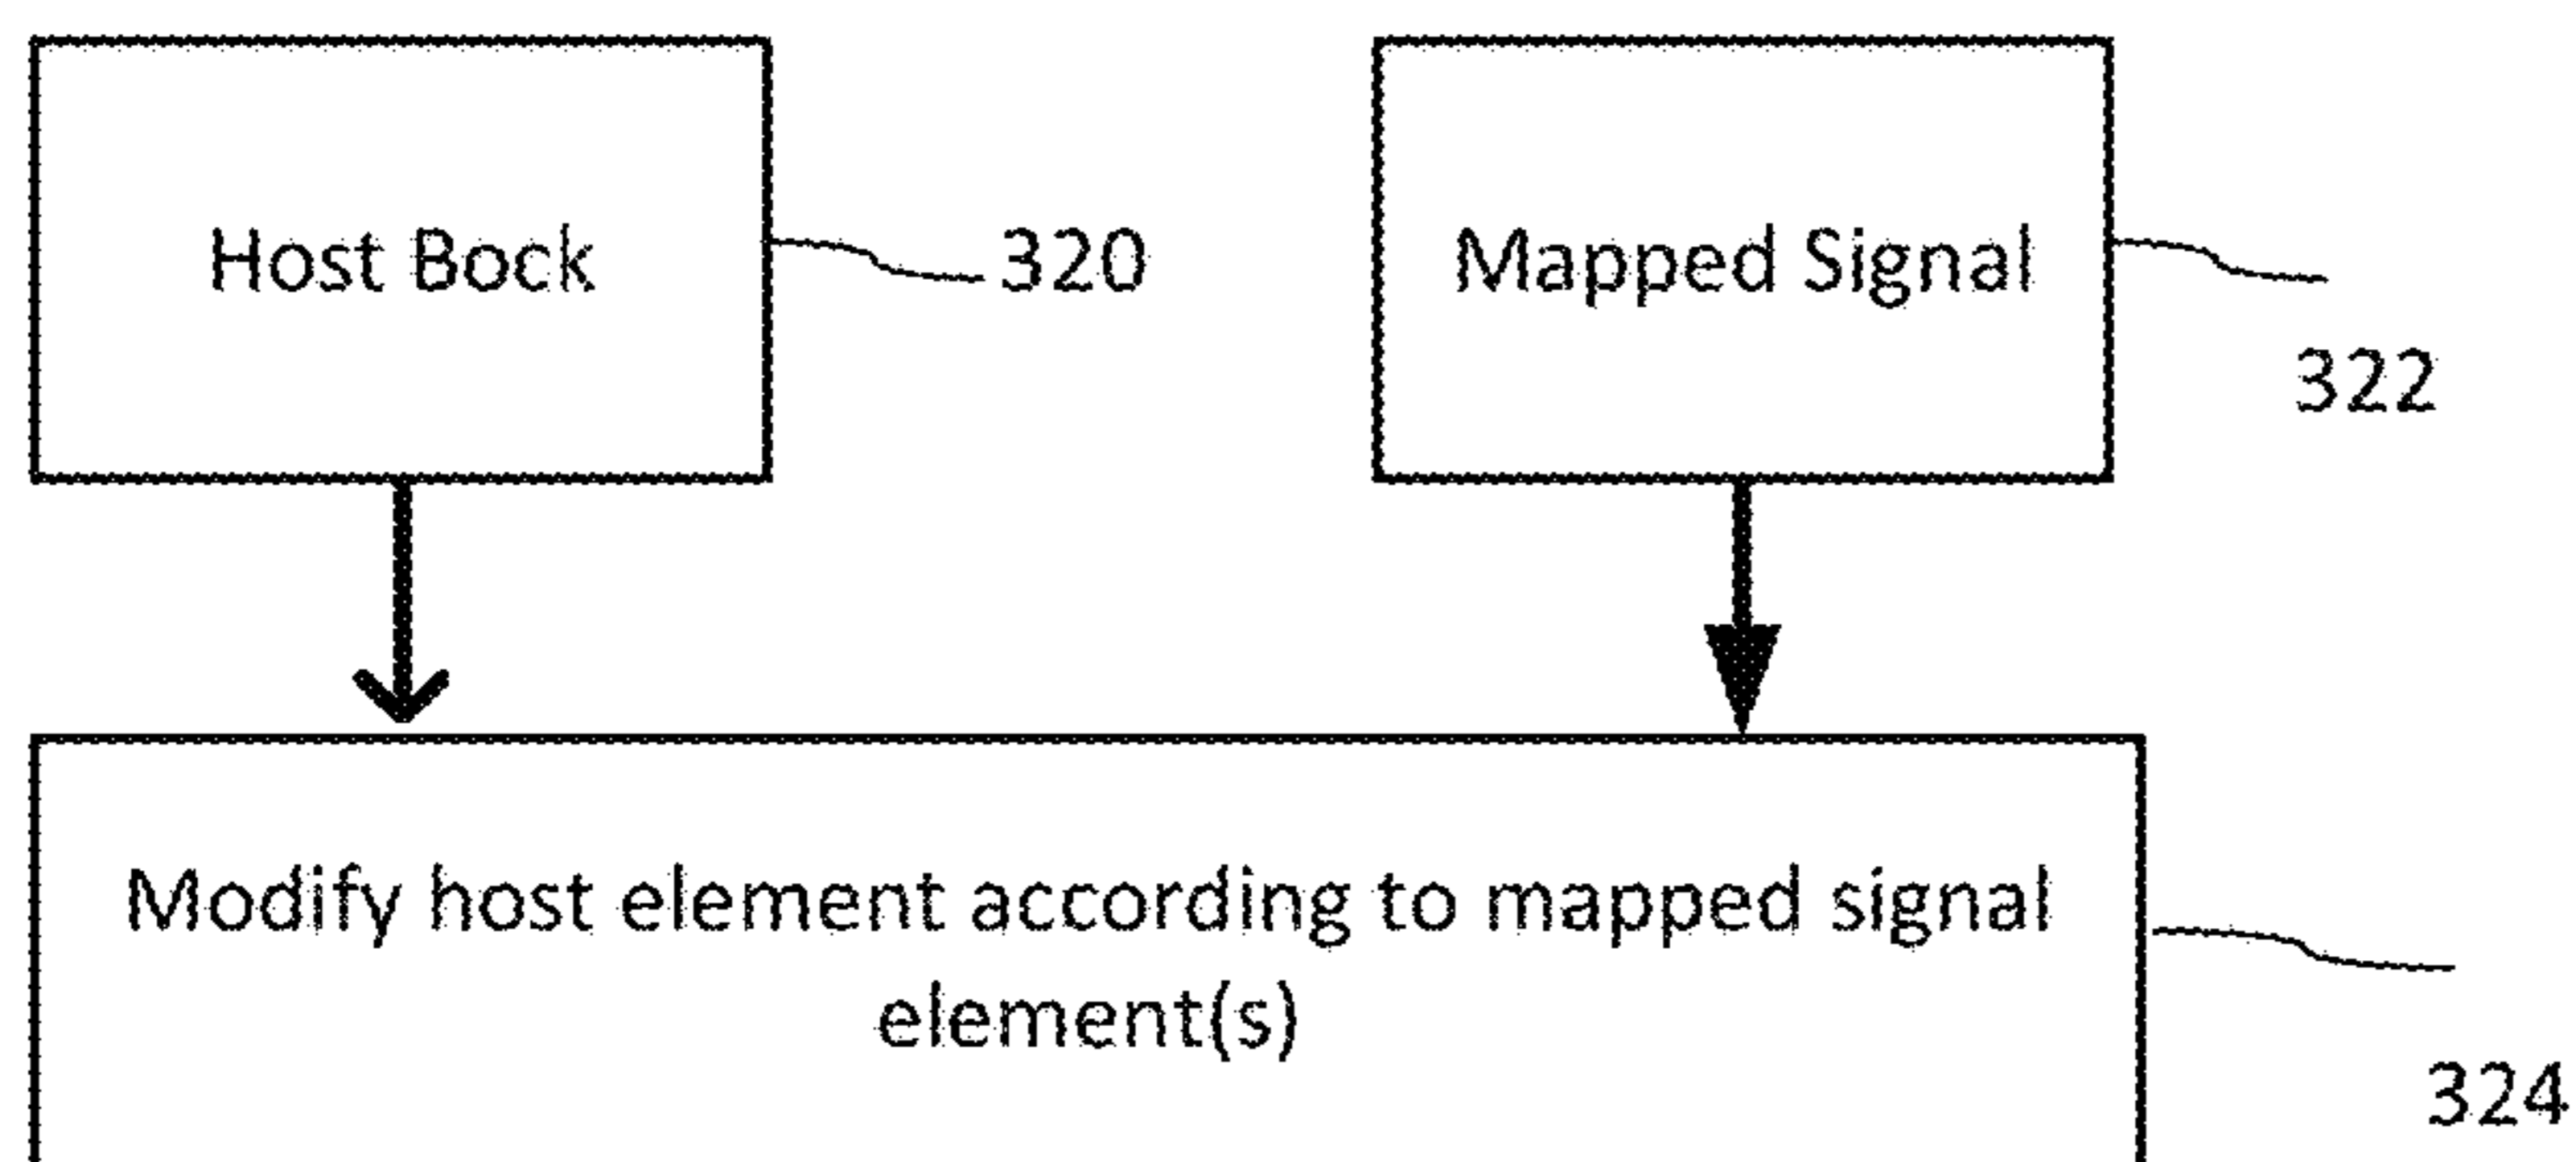 Host Bock
320
Mapped Signal
322
Modify host element according to mapped signal
element(s)
324